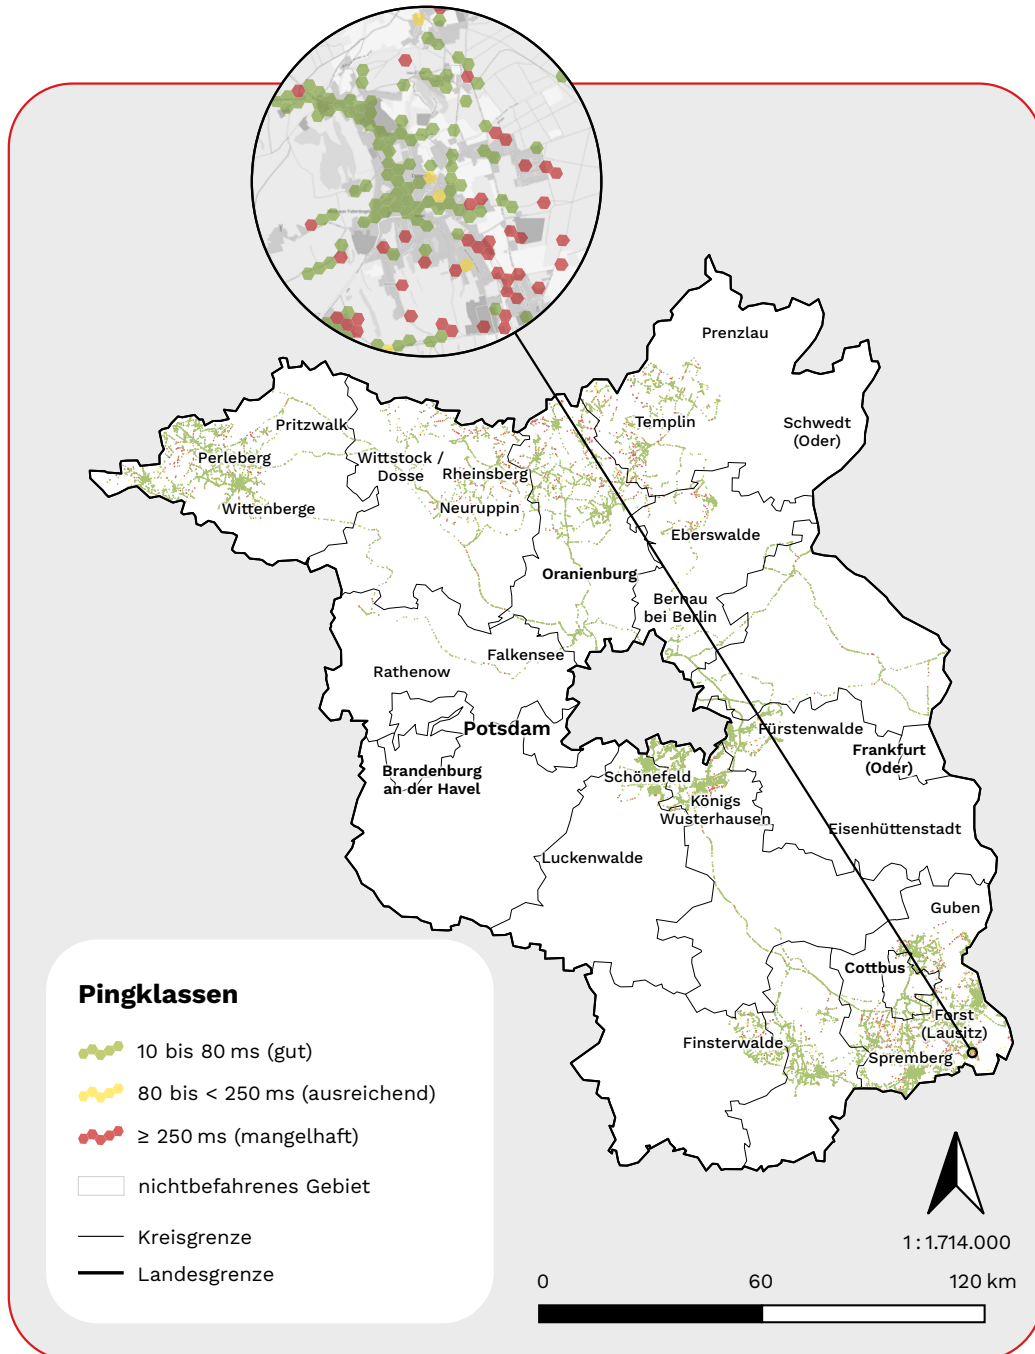 Prenzlau
Pritzwalk
Templin
Schwedt
(Oder)
Perleberg
Wittstock /
Dosse
Rheinsberg
Wittenberge
Neuruppin
Eberswalde
Oranienburg
Bernau
bei Berlin
Falkensee
Rathenow
Potsdam
Fürstenwalde
Frankfurt
(Oder)
Brandenburg
an der Havel
Schönefeld
Königs
Wusterhausen
Eisenhüttenstadt
Luckenwalde
Guben
Cottbus
Forst
(Lausitz)
Finsterwalde
Spremberg
Pingklassen
10 bis 80 ms (gut)
80 bis < 250 ms (ausreichend)
≥ 250 ms (mangelhaft)
nichtbefahrenes Gebiet
Kreisgrenze
Landesgrenze
1 : 1.714.000
0 60 120 km